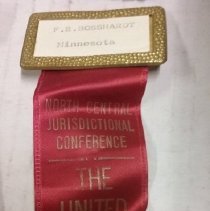 F.E. BOSSHARDT
Minnesota
NORTH CENTRAL
JURISDICTIONAL
CONFERENCE
THE
UNITED